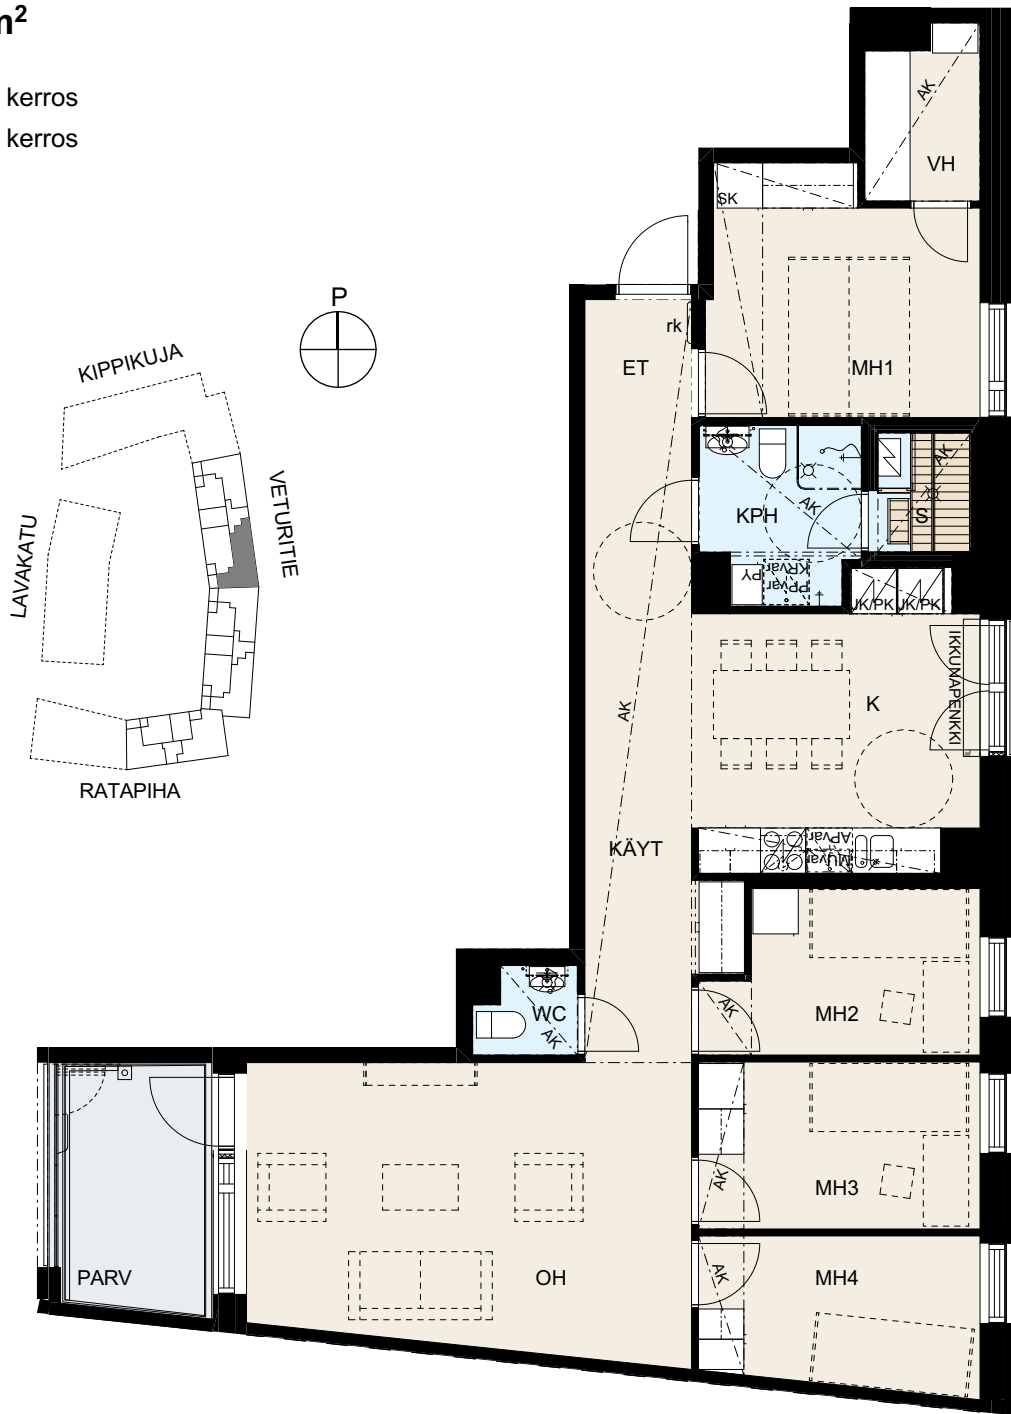 m²
kerros
kerros
P
KIPPIKUJA
LAVAKATU
VETURITIE
RATAPIHA
AK
VH
SK
rk
ET
MH1
KPH
AK
AK
S
PY
PPvar
KRvar
JK/PK
JK/PK
IKKUNAPENKKI
K
AK
KÄYT
APvar
MUvar
WC
AK
AK
MH2
AK
MH3
PARV
OH
AK
MH4